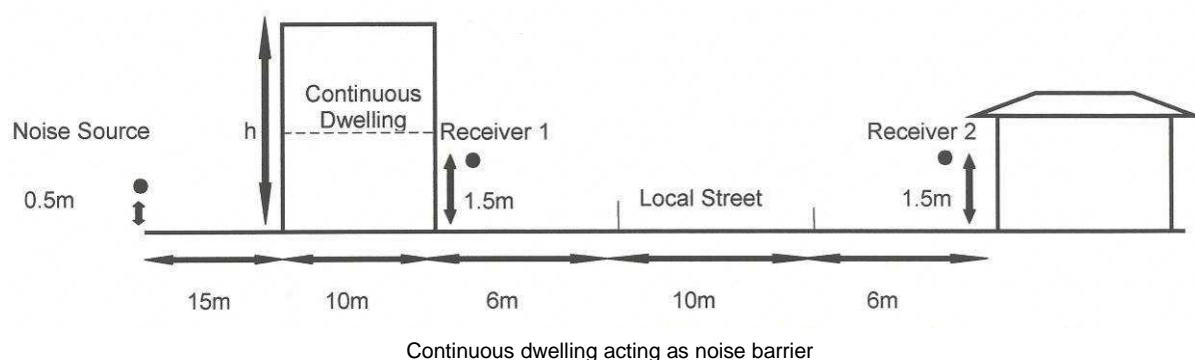 Continuous
Dwelling
Noise Source
h
Receiver 1
Receiver 2
0.5m
1.5m
Local Street
1.5m
15m
10m
6m
10m
6m
Continuous dwelling acting as noise barrier